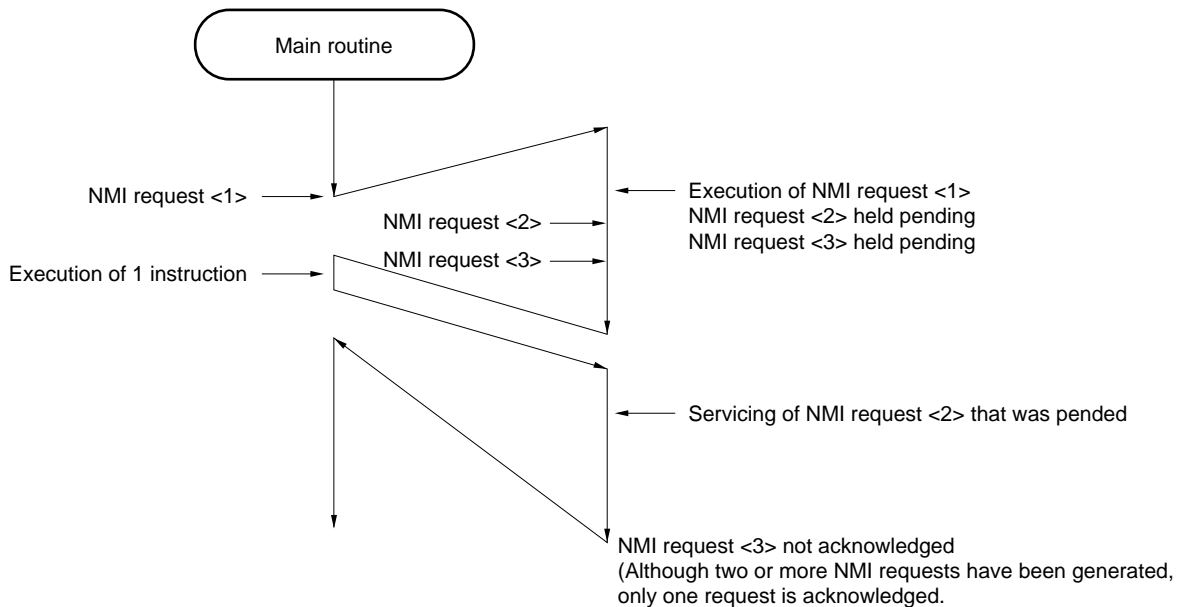 Main routine
NMI request <1>
Execution of NMI request <1>
NMI request <2> held pending
NMI request <3> held pending
NMI request <2>
NMI request <3>
Execution of 1 instruction
Servicing of NMI request <2> that was pended
NMI request <3> not acknowledged
(Although two or more NMI requests have been generated,
only one request is acknowledged.